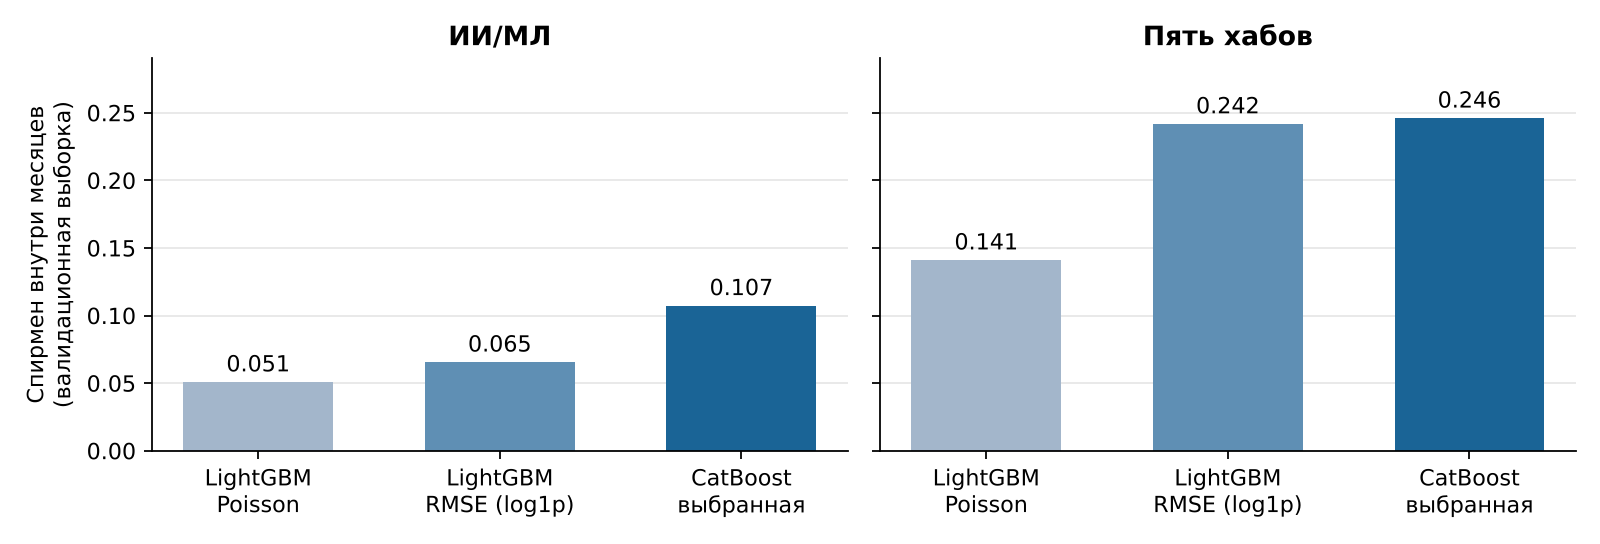 ИИ/МЛ
Спирмен внутри месяцев
(валидационная выборка)
0.25
0.20
0.15
0.10
0.05
0.00
0.051
0.065
0.107
LightGBM
Poisson
LightGBM
RMSE (log1p)
CatBoost
выбранная
Пять хабов
0.141
0.242
0.246
LightGBM
Poisson
LightGBM
RMSE (log1p)
CatBoost
выбранная